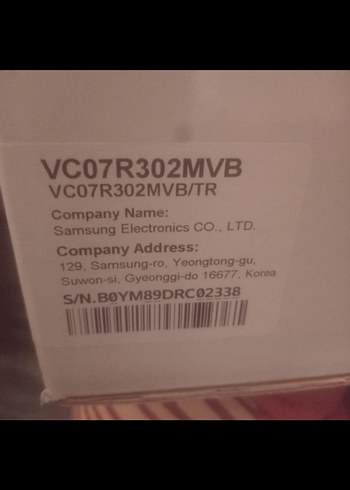 VC07R302MVB
VC07R302MVB/TR
Company Name:
Samsung Electronics CO., LTD.
Company Address:
129, Samsung-ro, Yeongtong-gu,
Suwon-si, Gyeonggi-do 16677, Korea
S/N.B0YM89DRC02338